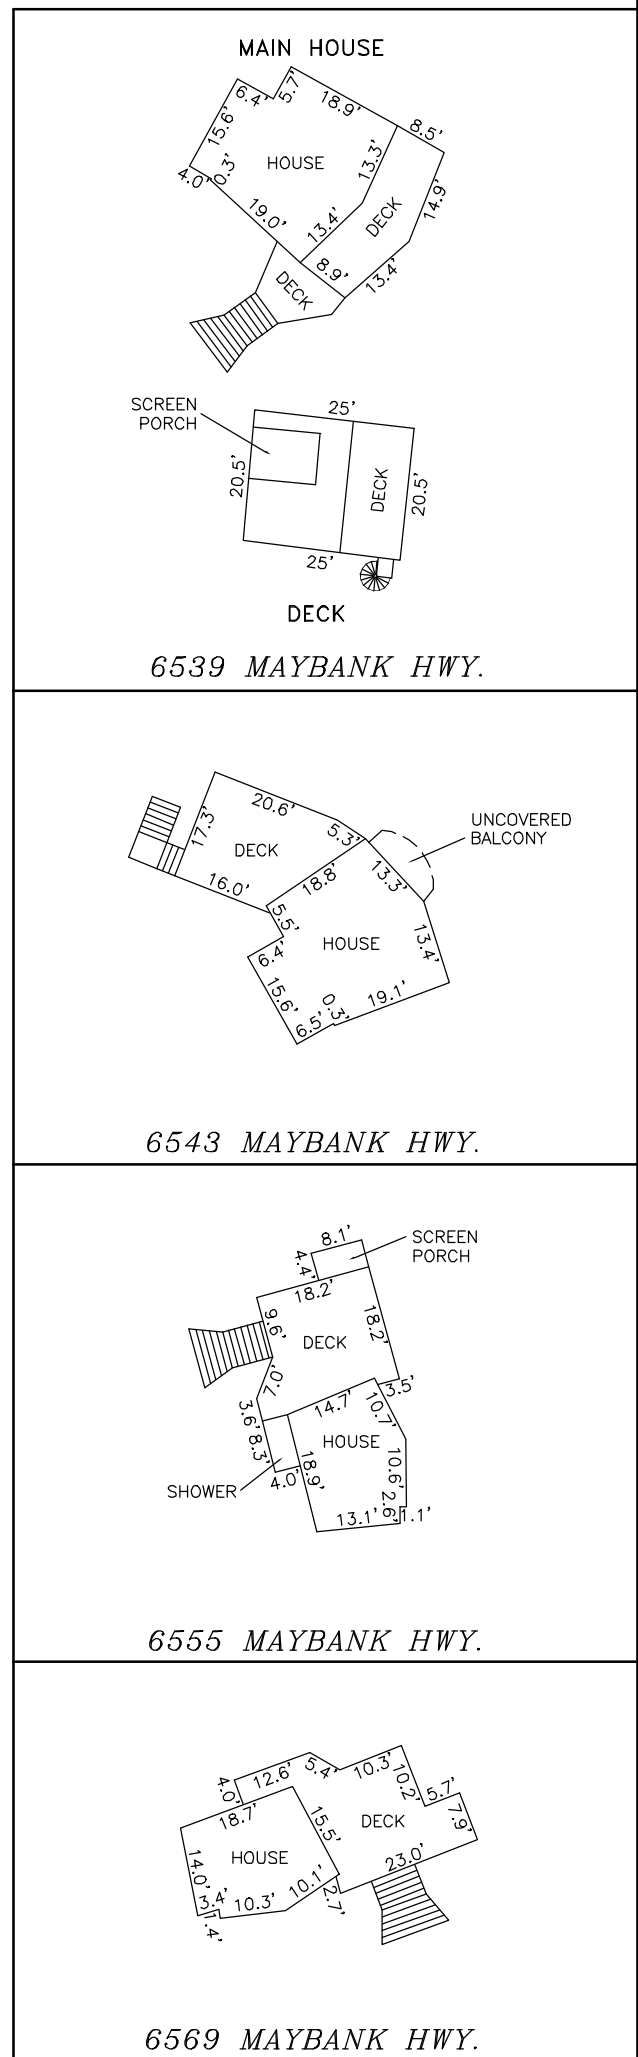 MAIN HOUSE
5.7'
6.4'
18.9'
8.5'
15.6'
13.3'
HOUSE
4.0'
0.3'
14.9'
DECK
19.0'
13.4'
8.9'
13.4'
DECK
SCREEN
PORCH
25'
20.5'
DECK
20.5'
25'
DECK
6539 MAYBANK HWY.
20.6'
17.3'
5.3'
UNCOVERED
BALCONY
DECK
18.8'
13.3'
16.0'
5.5'
HOUSE
13.4'
6.4'
15.6'
19.1'
0.3'
6.5'
6543 MAYBANK HWY.
8.1'
SCREEN
PORCH
4.4'
18.2'
9.6'
18.2'
DECK
7.0'
3.5'
14.7'
10.7'
3.6'
8.3'
HOUSE
18.9'
10.6'
4.0'
SHOWER
2.6'
13.1'
1.1'
6555 MAYBANK HWY.
12.6'
5.4'
10.3'
4.0'
10.2'
5.7'
18.7'
15.5'
DECK
7.9'
HOUSE
14.0'
23.0'
10.1'
3.4'
10.3'
2.7'
1.4'
6569 MAYBANK HWY.